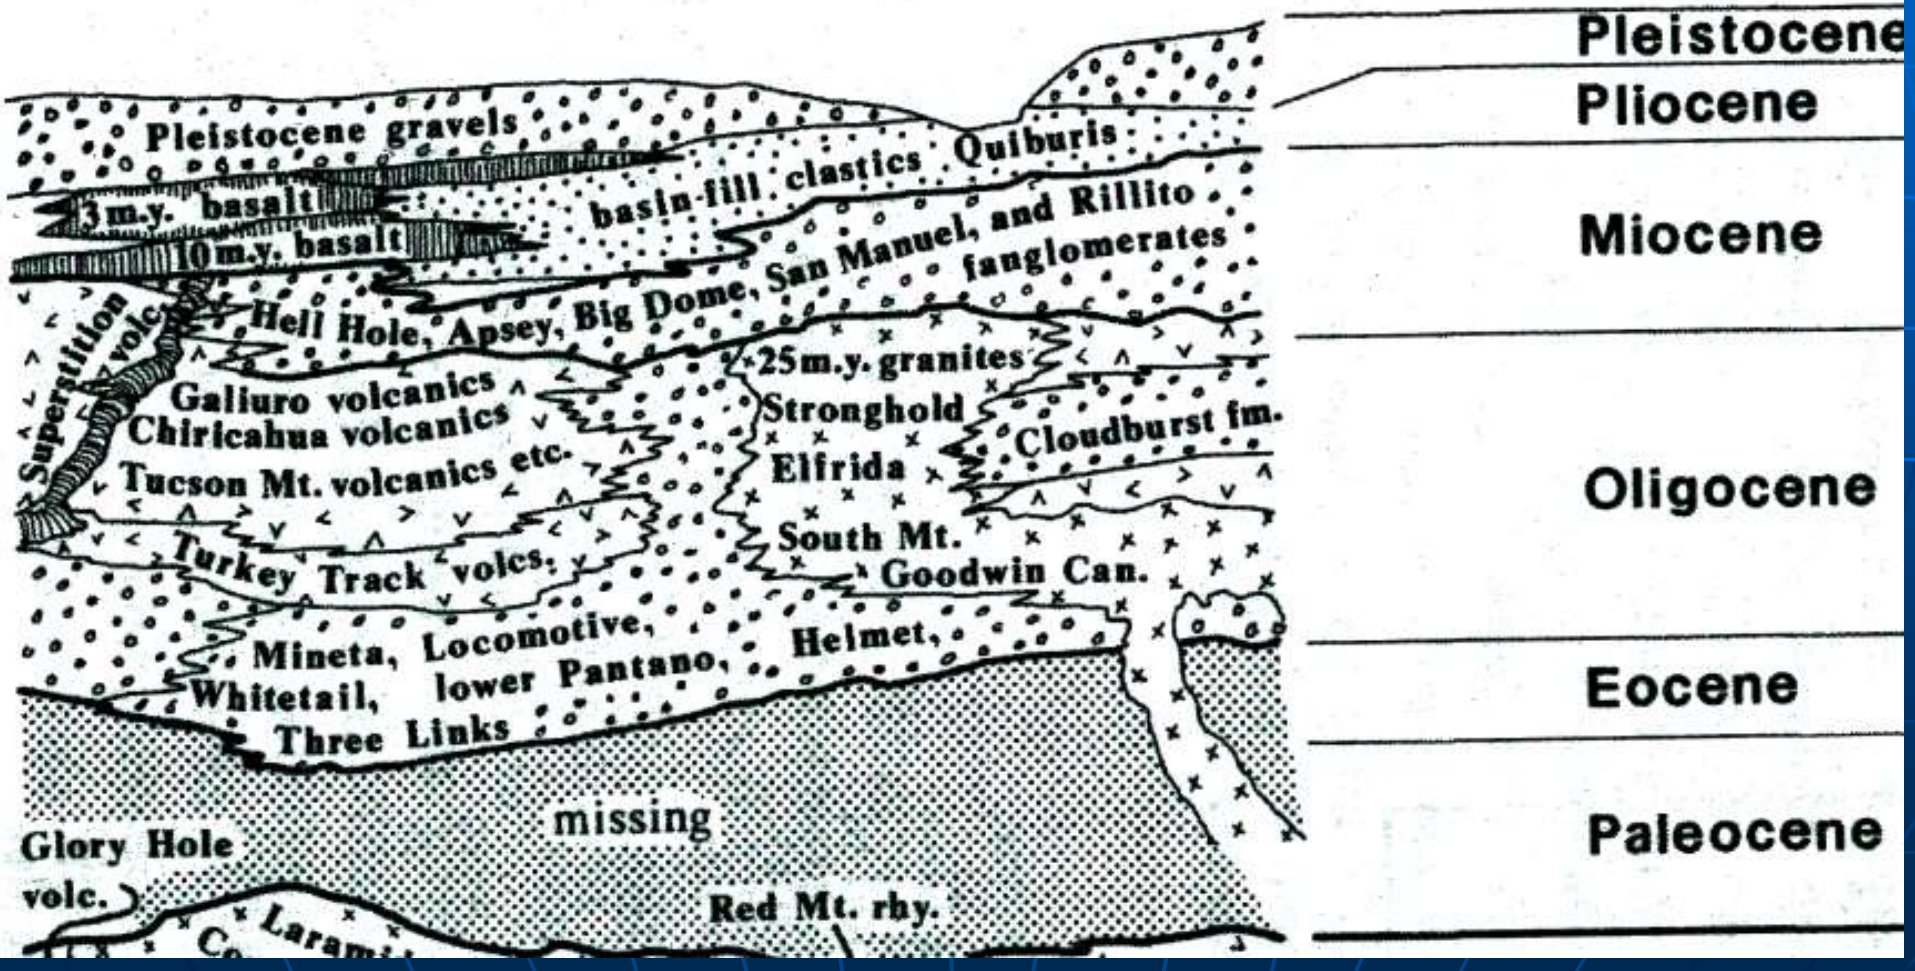 Pleistocene
Pliocene
Miocene
Oligocene
Eocene
Paleocene
Pleistocene gravels
3 m.y. basalt
10 m.y. basalt
basin-fill clastics Quiburis
Hell Hole, Apsey, Big Dome, San Manuel, and Rillito
fanglomerates
Superstition
volc.
Galiuro volcanics
Chiricahua volcanics
Tucson Mt. volcanics etc.
Turkey Track volcs.
25 m.y. granites
Stronghold
Elfrida
South Mt.
Goodwin Can.
Cloudburst fm.
Mineta, Locomotive,
Whitetail, lower Pantano, Helmet,
Three Links
missing
Glory Hole
volc.
Red Mt. rhy.